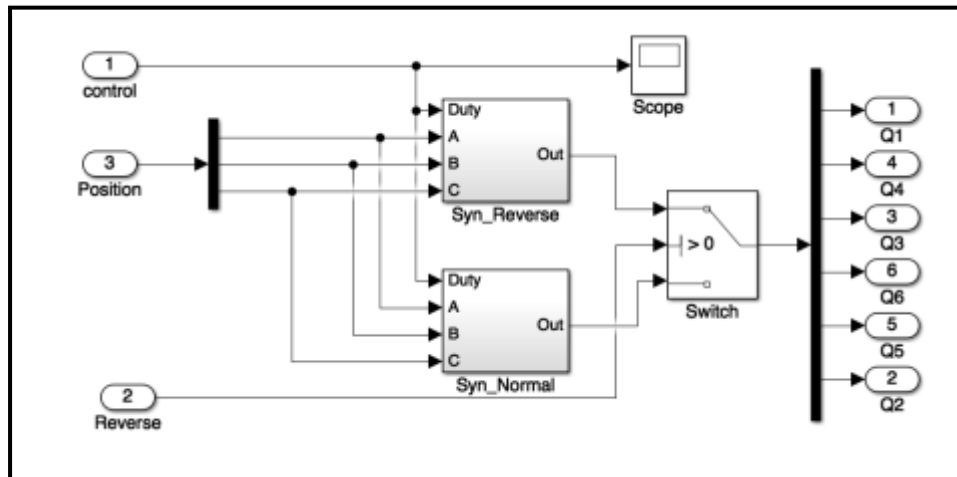 1
control
Scope
Duty
A
B
C
Out
Syn_Reverse
3
Position
Duty
A
B
C
Out
Syn_Normal
2
Reverse
> 0
Switch
1
Q1
4
Q4
3
Q3
6
Q6
5
Q5
2
Q2